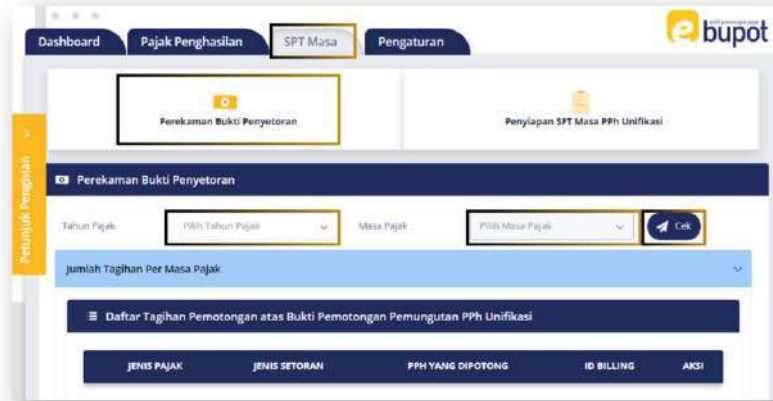 Dashboard Pajak Penghasilan SPT Masa Pengaturan
e bupot
Perekaman Bukti Penyetoran
Penyiapan SPT Masa PPh Unifikasi
Petunjuk Pengisian
Perekaman Bukti Penyetoran
Tahun Pajak Pilih Tahun Pajak Masa Pajak Pilih Masa Pajak Cek
Jumlah Tagihan Per Masa Pajak
Daftar Tagihan Pemotongan atas Bukti Pemotongan Pemungutan PPh Unifikasi
JENIS PAJAK JENIS SETORAN PPH YANG DIPOTONG ID BILLING AKSI